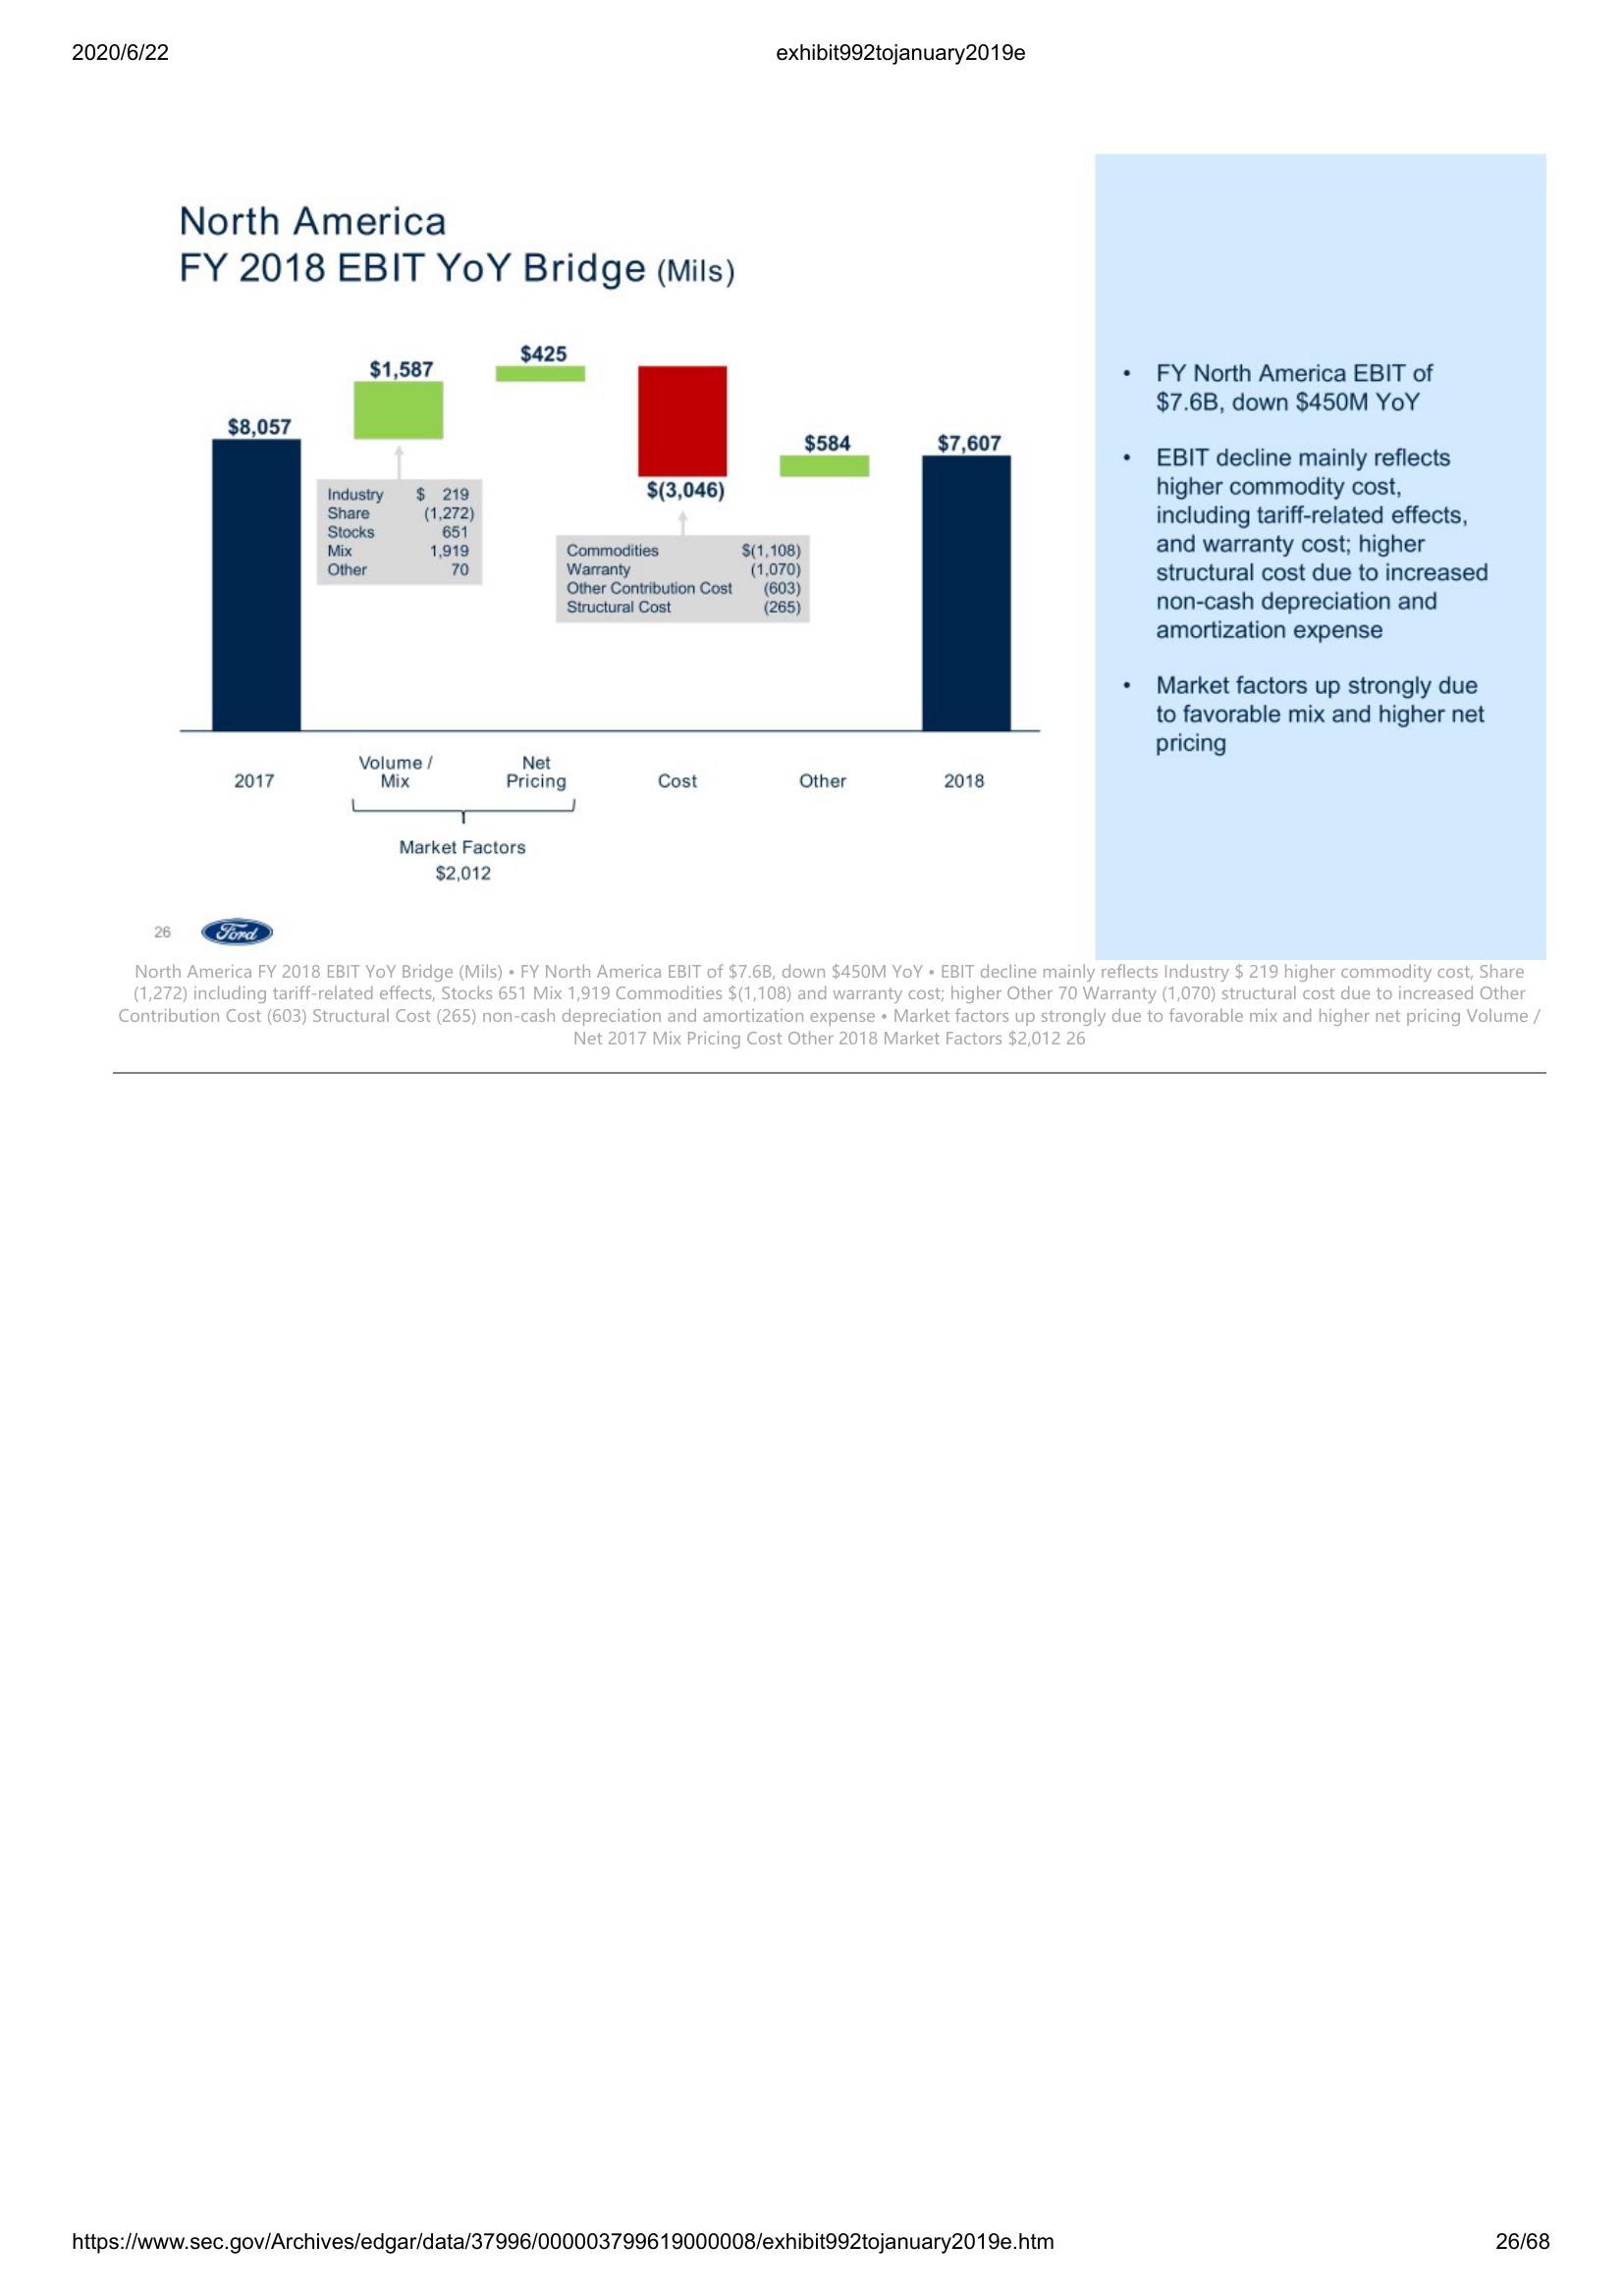 2020/6/22 exhibit992tojanuary2019e
North America
FY 2018 EBIT YoY Bridge (Mils)
$8,057
$1,587
$425
$(3,046)
$584
$7,607
Industry $ 219
Share (1,272)
Stocks 651
Mix 1,919
Other 70
Commodities $(1,108)
Warranty (1,070)
Other Contribution Cost (603)
Structural Cost (265)
2017
Volume /
Mix
Net
Pricing
Cost
Other
2018
Market Factors
$2,012
• FY North America EBIT of
$7.6B, down $450M YoY
• EBIT decline mainly reflects
higher commodity cost,
including tariff-related effects,
and warranty cost; higher
structural cost due to increased
non-cash depreciation and
amortization expense
• Market factors up strongly due
to favorable mix and higher net
pricing
26 Ford
North America FY 2018 EBIT YoY Bridge (Mils) • FY North America EBIT of $7.6B, down $450M YoY • EBIT decline mainly reflects Industry $ 219 higher commodity cost, Share
(1,272) including tariff-related effects, Stocks 651 Mix 1,919 Commodities $(1,108) and warranty cost; higher Other 70 Warranty (1,070) structural cost due to increased Other
Contribution Cost (603) Structural Cost (265) non-cash depreciation and amortization expense • Market factors up strongly due to favorable mix and higher net pricing Volume /
Net 2017 Mix Pricing Cost Other 2018 Market Factors $2,012 26
https://www.sec.gov/Archives/edgar/data/37996/000003799619000008/exhibit992tojanuary2019e.htm 26/68